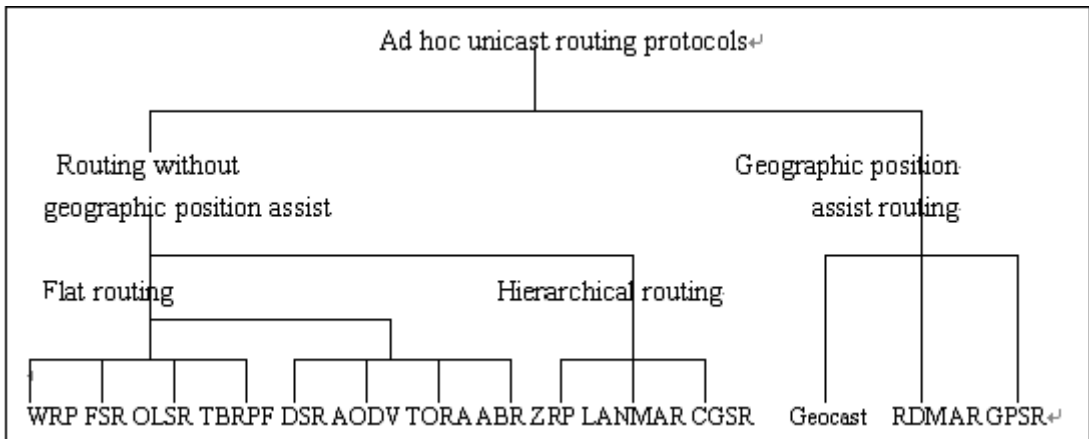 Ad hoc unicast routing protocols
Routing without
geographic position assist
Geographic position
assist routing
Flat routing
Hierarchical routing
WRP FSR OLSR TBRPF DSR AODV TORA ABR ZRP LANMAR CGSR Geocast RDMAR GPSR